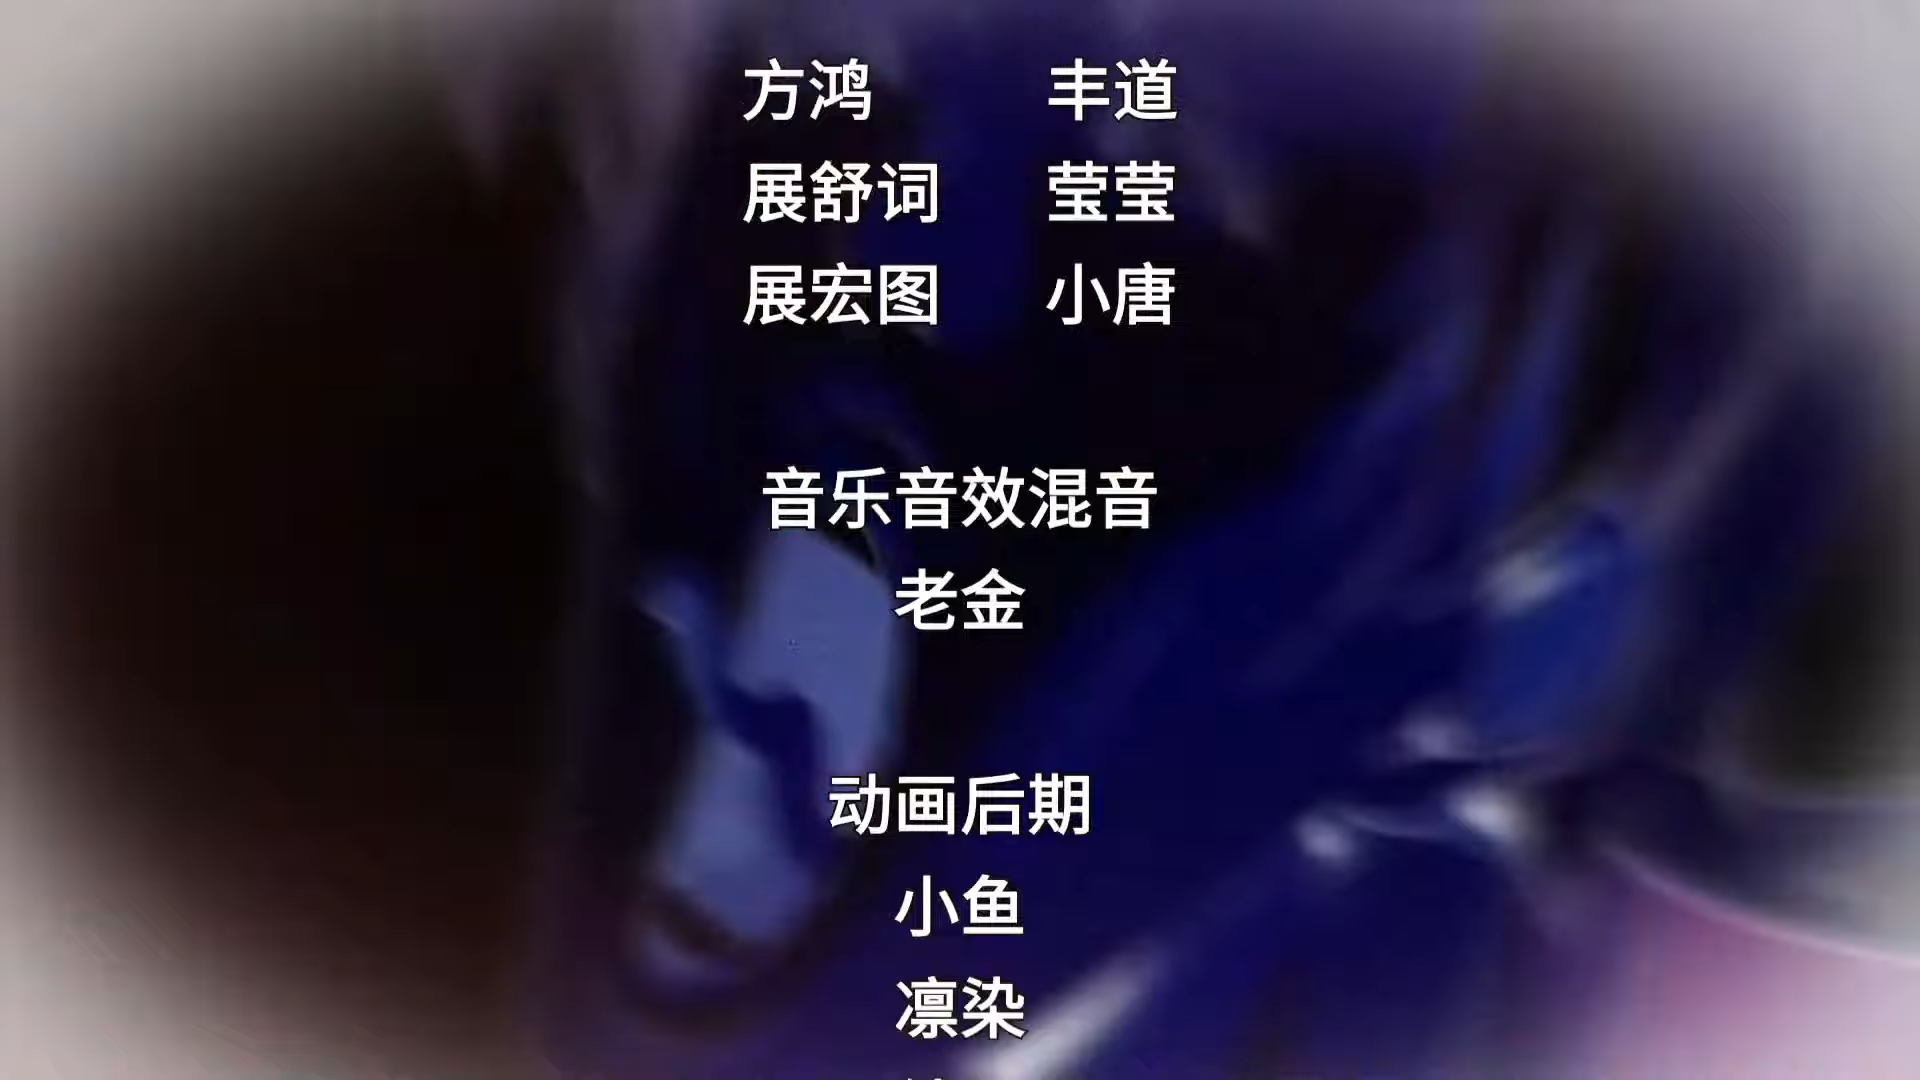 方鸿 丰道
展舒词 莹莹
展宏图 小唐
音乐音效混音
老金
动画后期
小鱼
凛染